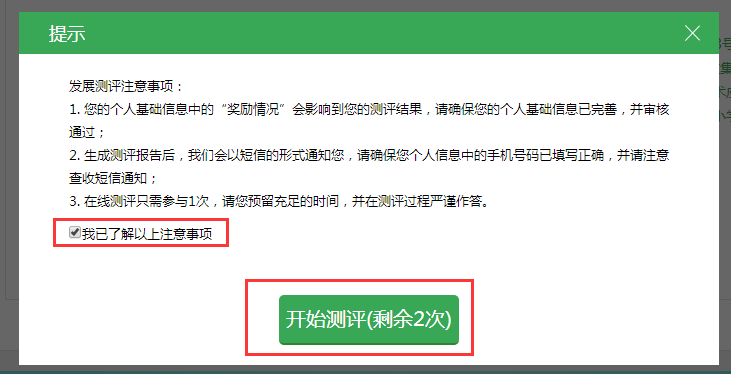 提示
发展测评注意事项：
1. 您的个人基础信息中的“奖励情况”会影响到您的测评结果，请确保您的个人基础信息已完善，并审核
通过；
2. 生成测评报告后，我们会以短信的形式通知您，请确保您个人信息中的手机号码已填写正确，并请注意
查收短信通知；
3. 在线测评只需参与1次，请您预留充足的时间，并在测评过程严谨作答。
我已了解以上注意事项
开始测评(剩余2次)